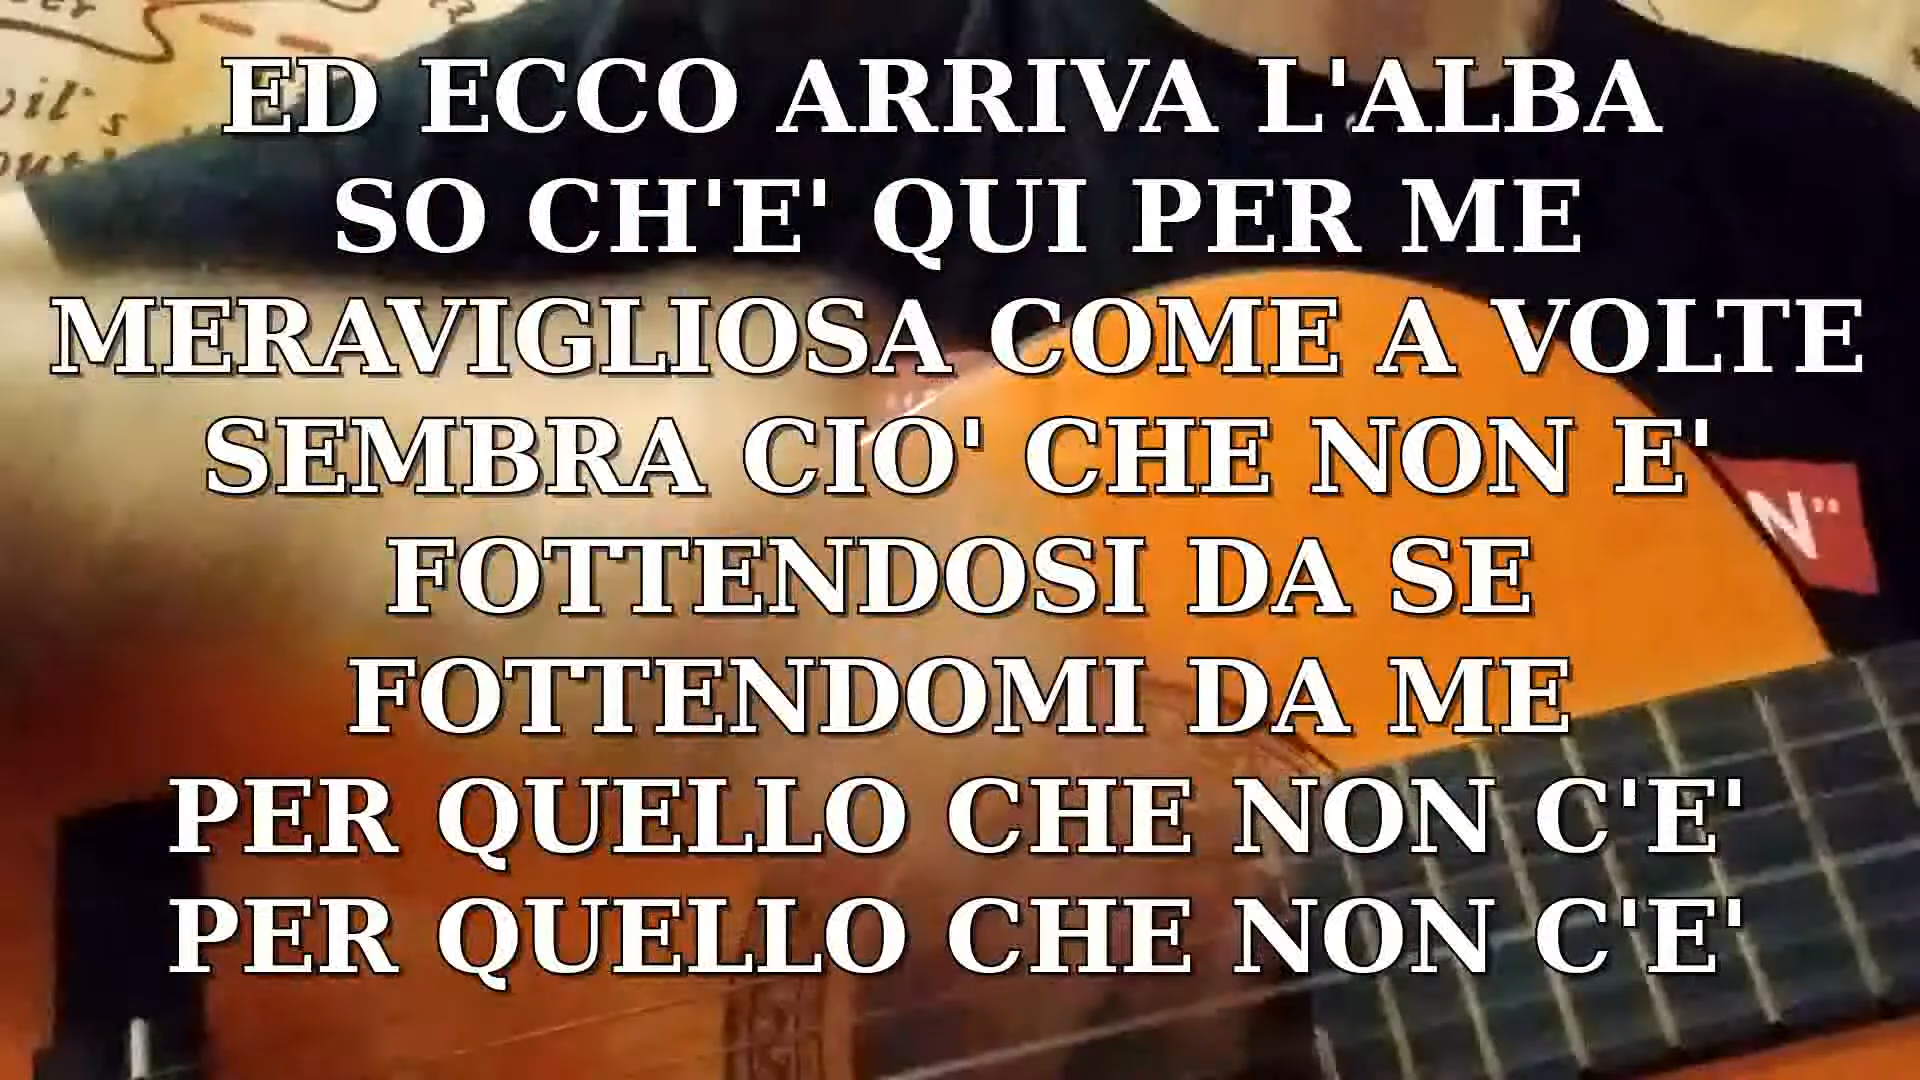 ED ECCO ARRIVA L'ALBA
SO CH'E' QUI PER ME
MERAVIGLIOSA COME A VOLTE
SEMBRA CIO' CHE NON E'
FOTTENDOSI DA SE
FOTTENDOMI DA ME
PER QUELLO CHE NON C'E'
PER QUELLO CHE NON C'E'
N